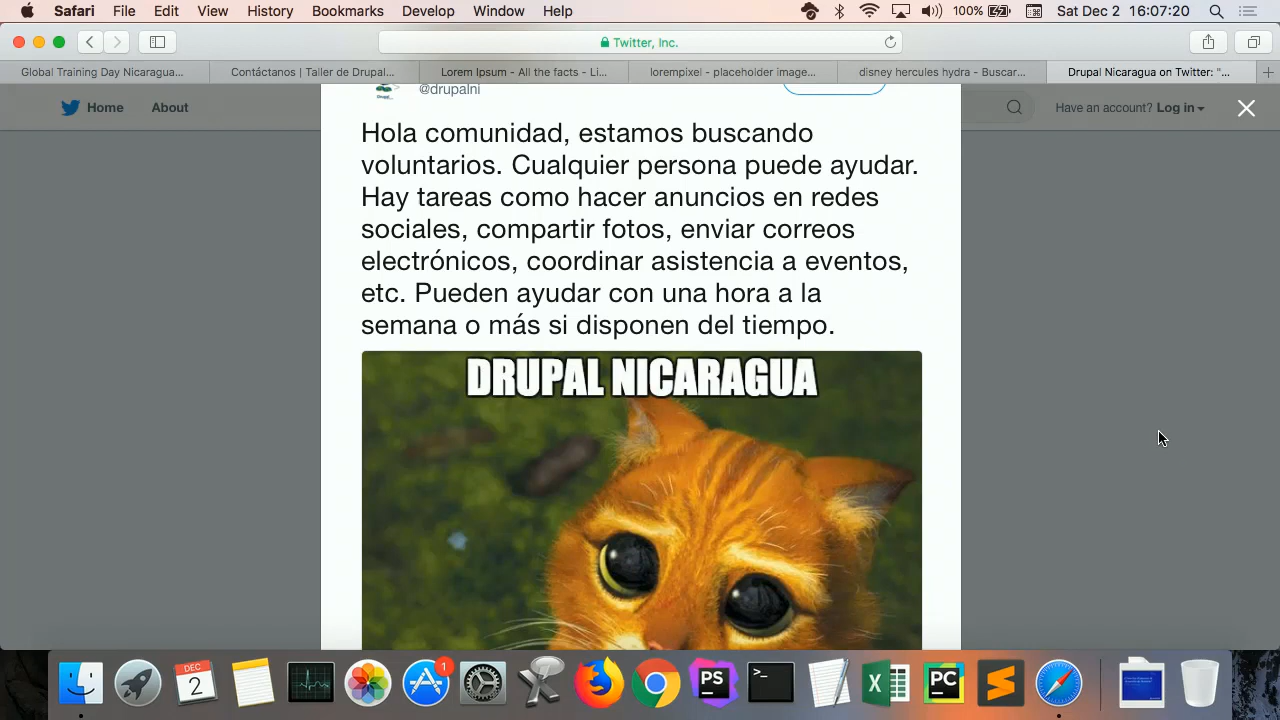 Safari File Edit View History Bookmarks Develop Window Help 100% Sat Dec 2 16:07:20
Twitter, Inc.
Global Training Day Nicaragua... Contáctanos | Taller de Drupal... Lorem Ipsum - All the facts - Li... lorempixel - placeholder image... disney hercules hydra - Buscar... Drupal Nicaragua on Twitter: "...
Home About Have an account? Log in
@drupalni
Hola comunidad, estamos buscando
voluntarios. Cualquier persona puede ayudar.
Hay tareas como hacer anuncios en redes
sociales, compartir fotos, enviar correos
electrónicos, coordinar asistencia a eventos,
etc. Pueden ayudar con una hora a la
semana o más si disponen del tiempo.
DRUPAL NICARAGUA
DEC
2
1
PS
PC